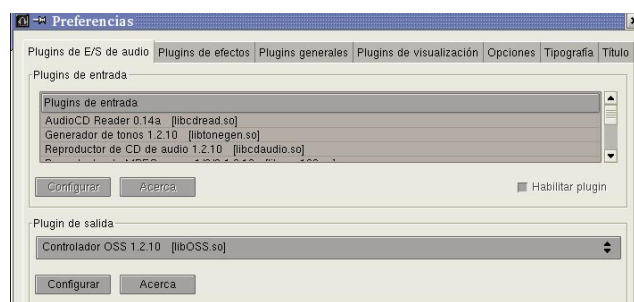 Preferencias
Plugins de E/S de audio Plugins de efectos Plugins generales Plugins de visualización Opciones Tipografía Título
Plugins de entrada
Plugins de entrada
AudioCD Reader 0.14a [libcdread.so]
Generador de tonos 1.2.10 [libtonegen.so]
Reproductor de CD de audio 1.2.10 [libcdaudio.so]
Configurar Acerca Habilitar plugin
Plugin de salida
Controlador OSS 1.2.10 [libOSS.so]
Configurar Acerca